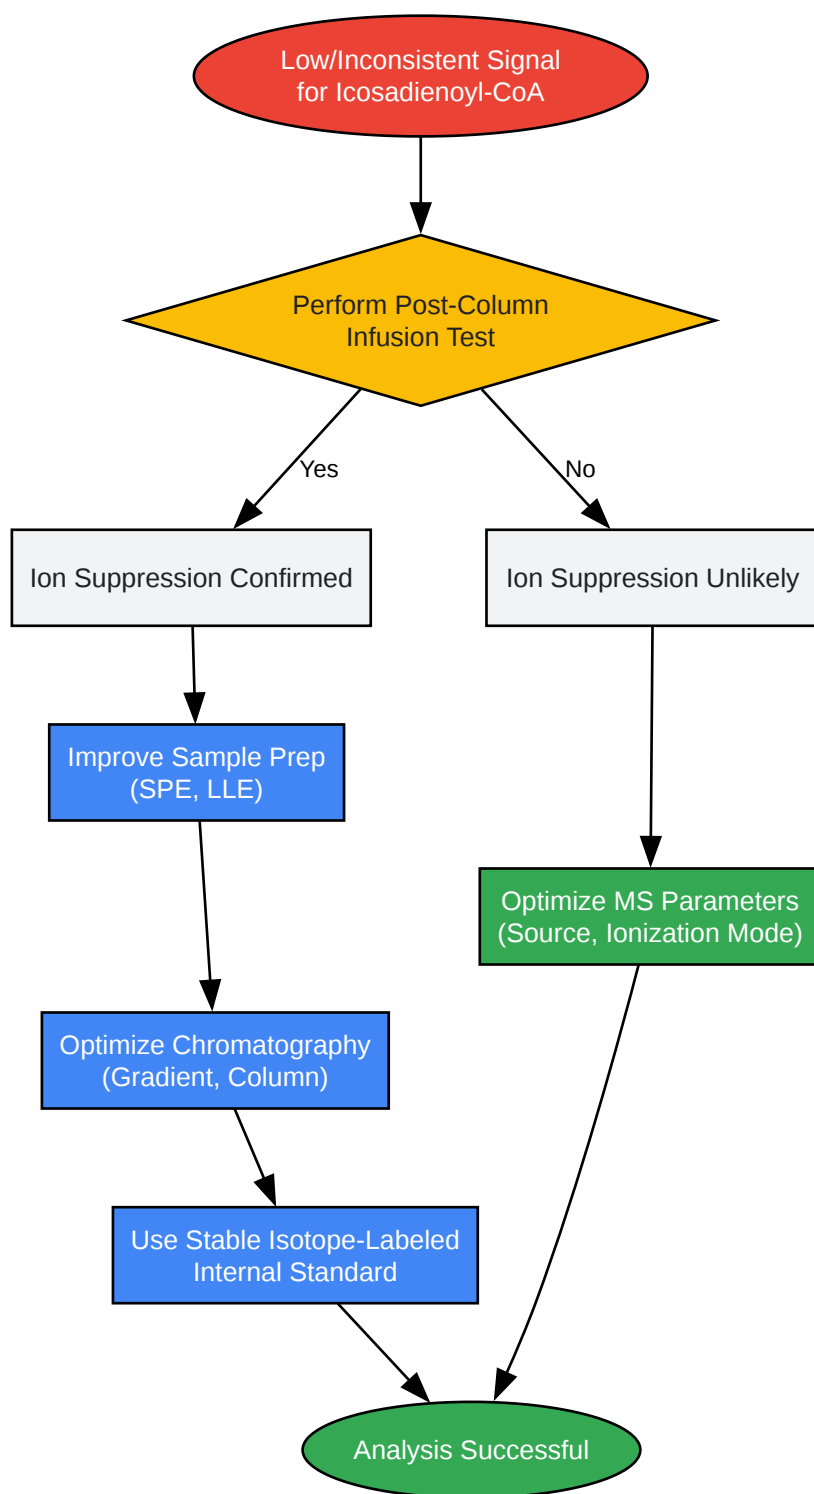 Low/Inconsistent Signal
for Icosadienoyl-CoA
Perform Post-Column
Infusion Test
Yes
No
Ion Suppression Confirmed
Ion Suppression Unlikely
Improve Sample Prep
(SPE, LLE)
Optimize MS Parameters
(Source, Ionization Mode)
Optimize Chromatography
(Gradient, Column)
Use Stable Isotope-Labeled
Internal Standard
Analysis Successful